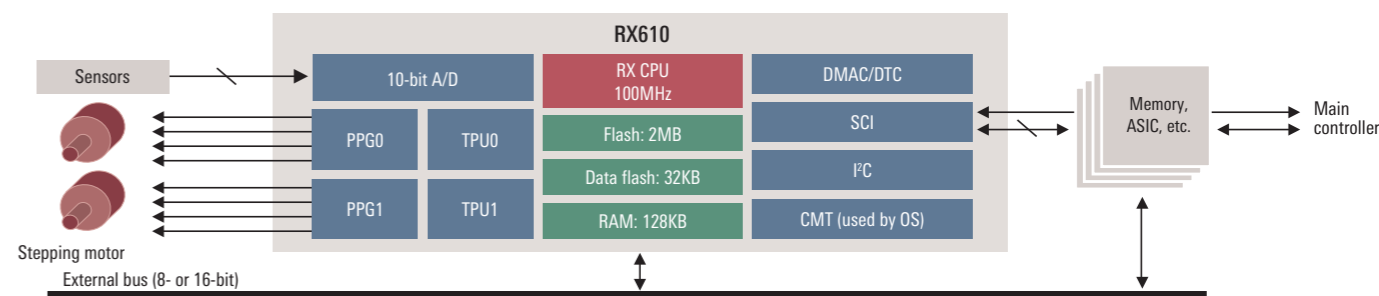 RX610
Sensors
10-bit A/D
RX CPU
100MHz
DMAC/DTC
PPG0
TPU0
Flash: 2MB
SCI
Memory,
ASIC, etc.
Main
controller
Data flash: 32KB
I²C
PPG1
TPU1
RAM: 128KB
CMT (used by OS)
Stepping motor
External bus (8- or 16-bit)